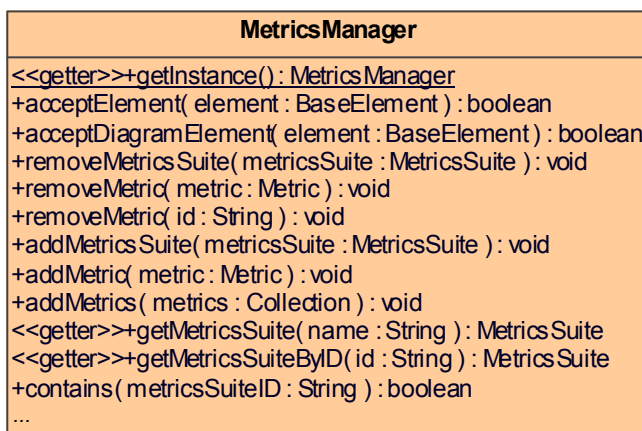 MetricsManager
<<getter>>+getInstance() : MetricsManager
+acceptElement( element : BaseElement ) : boolean
+acceptDiagramElement( element : BaseElement ) : boolean
+removeMetricsSuite( metricsSuite : MetricsSuite ) : void
+removeMetric( metric : Metric ) : void
+removeMetric( id : String ) : void
+addMetricsSuite( metricsSuite : MetricsSuite ) : void
+addMetric( metric : Metric ) : void
+addMetrics( metrics : Collection ) : void
<<getter>>+getMetricsSuite( name : String ) : MetricsSuite
<<getter>>+getMetricsSuiteByID( id : String ) : MetricsSuite
+contains( metricsSuiteID : String ) : boolean
...